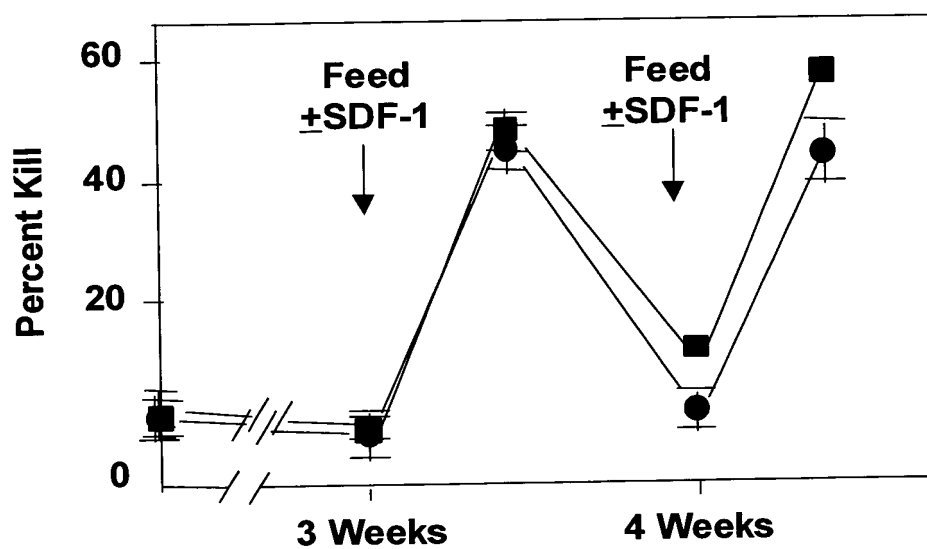 60
40
20
0
Percent Kill
Feed
±SDF-1
Feed
±SDF-1
3 Weeks
4 Weeks